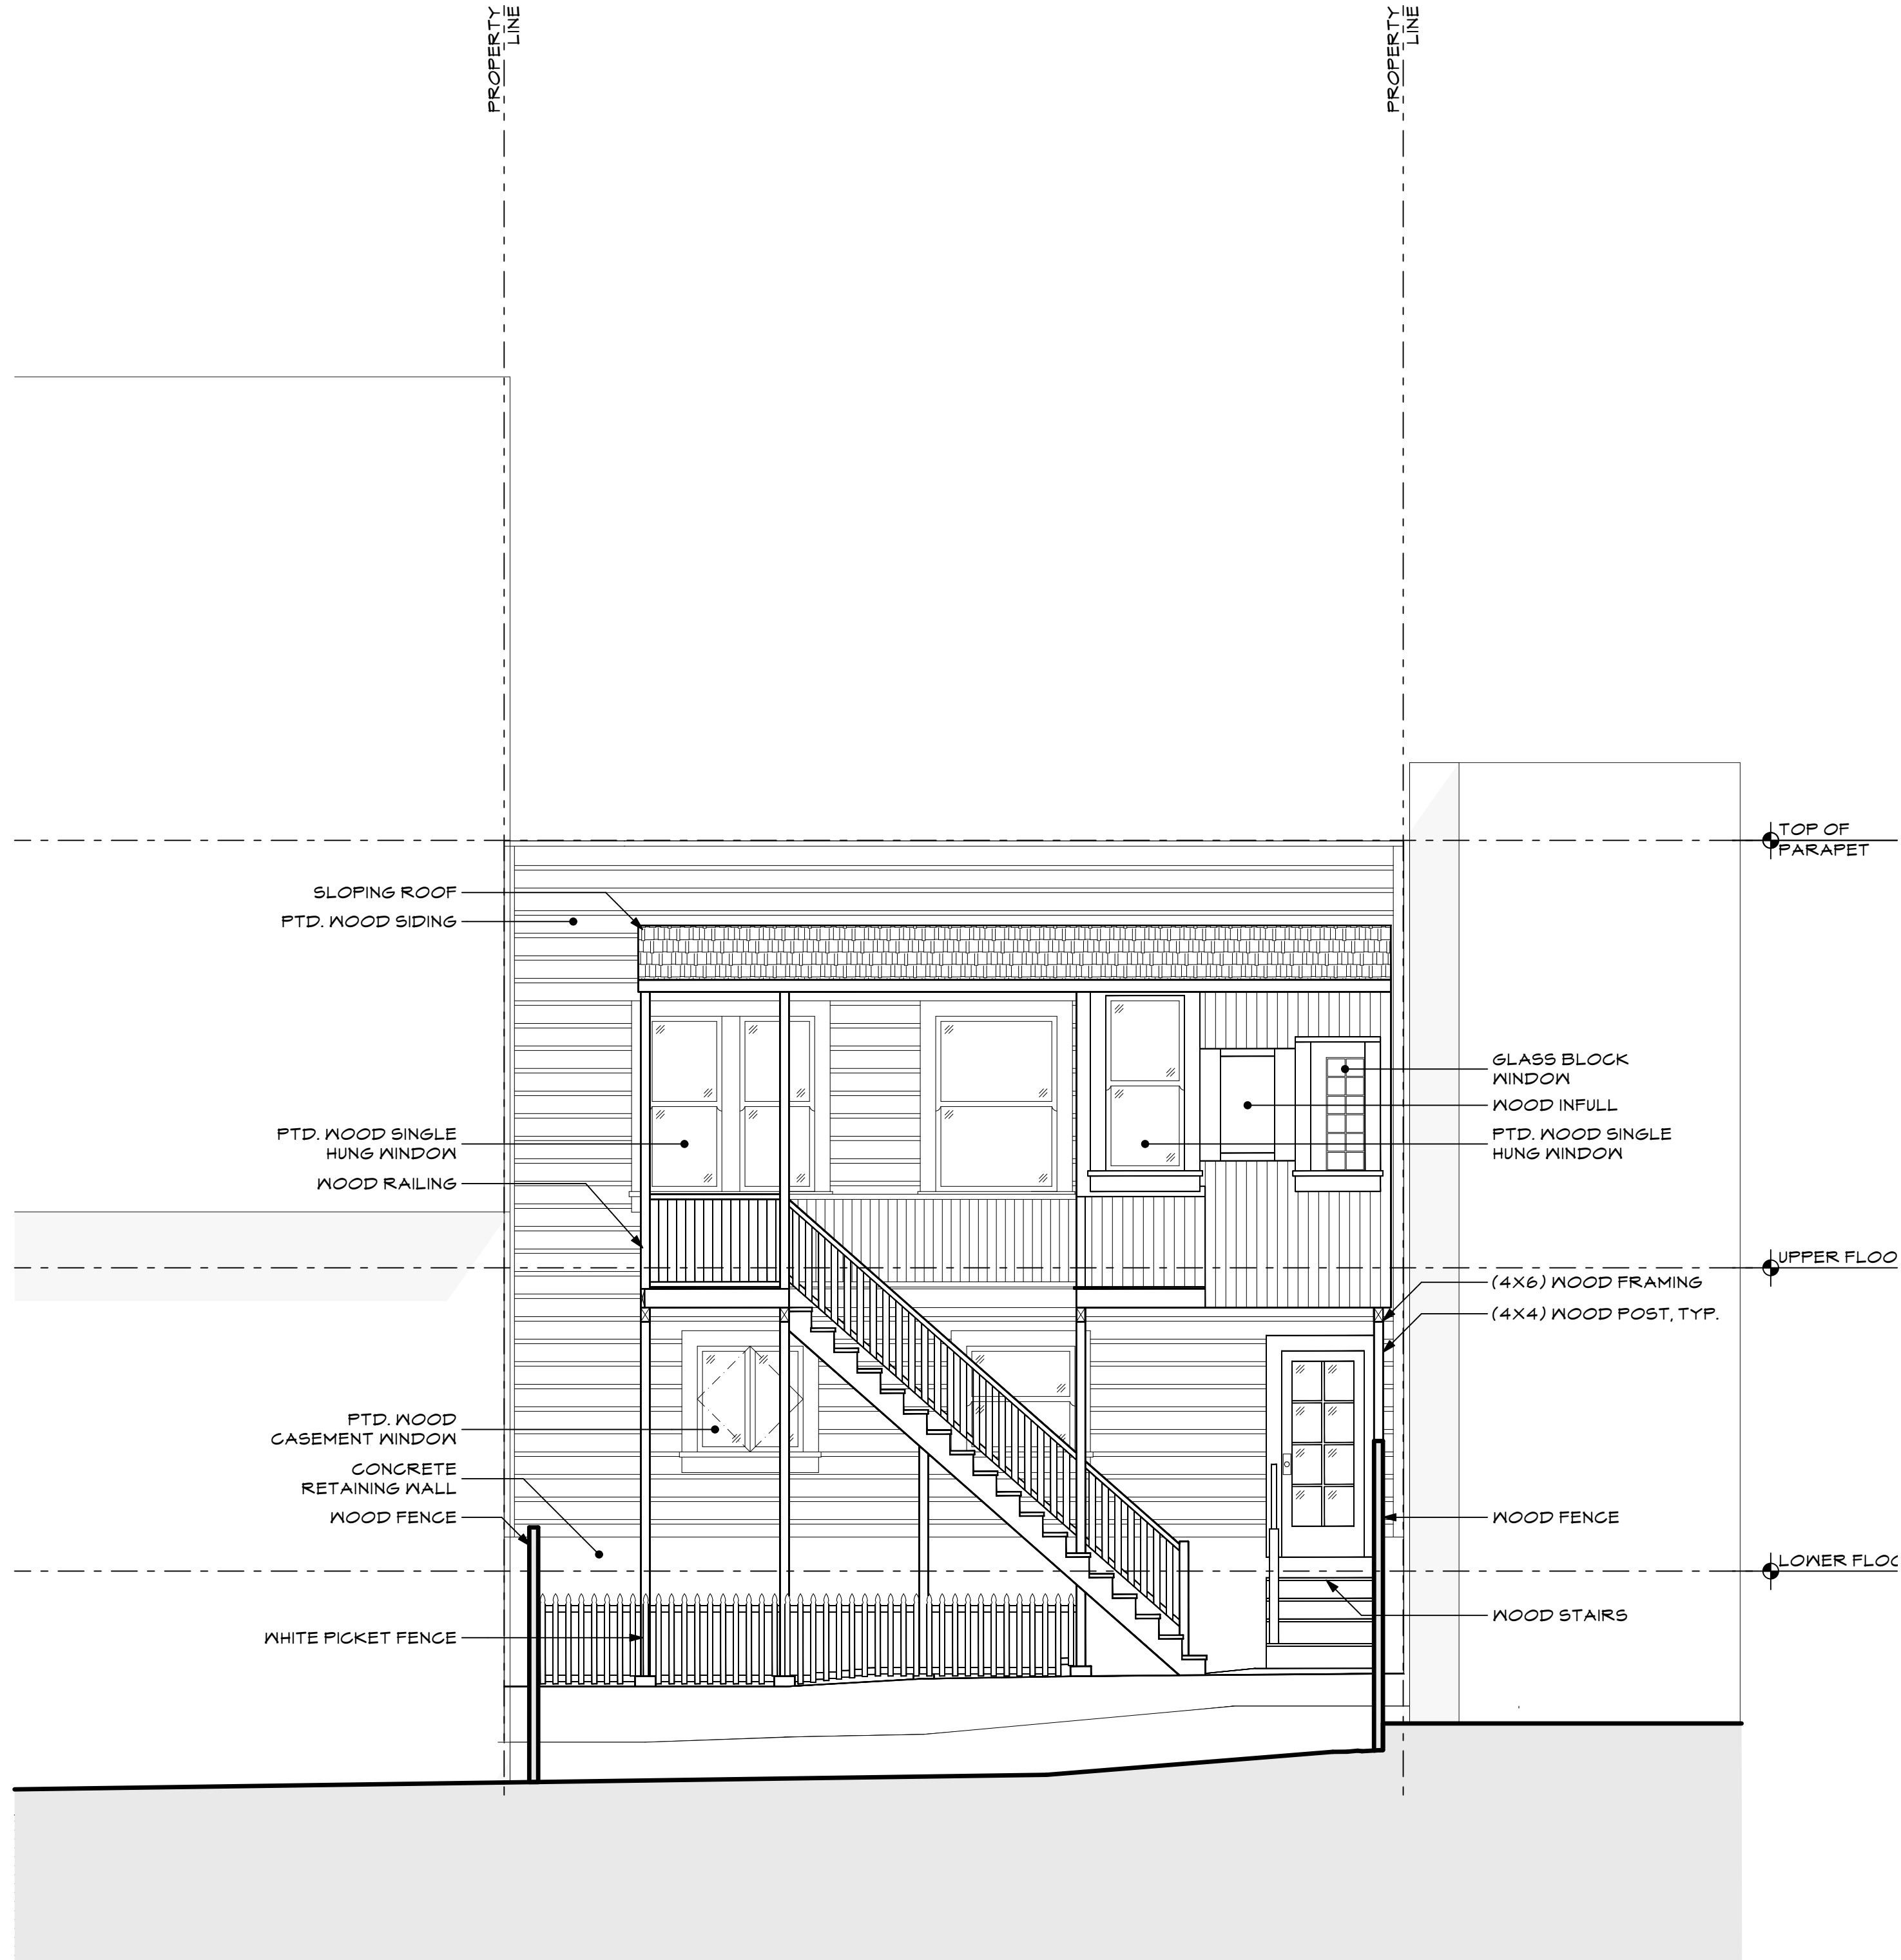 PROPERTY
LINE
PROPERTY
LINE
TOP OF
PARAPET
SLOPING ROOF
PTD. WOOD SIDING
GLASS BLOCK
WINDOW
WOOD INFULL
PTD. WOOD SINGLE
HUNG WINDOW
PTD. WOOD SINGLE
HUNG WINDOW
WOOD RAILING
UPPER FLOO
(4X6) WOOD FRAMING
(4X4) WOOD POST, TYP.
PTD. WOOD
CASEMENT WINDOW
CONCRETE
RETAINING WALL
WOOD FENCE
WOOD FENCE
LOWER FLOO
WOOD STAIRS
WHITE PICKET FENCE